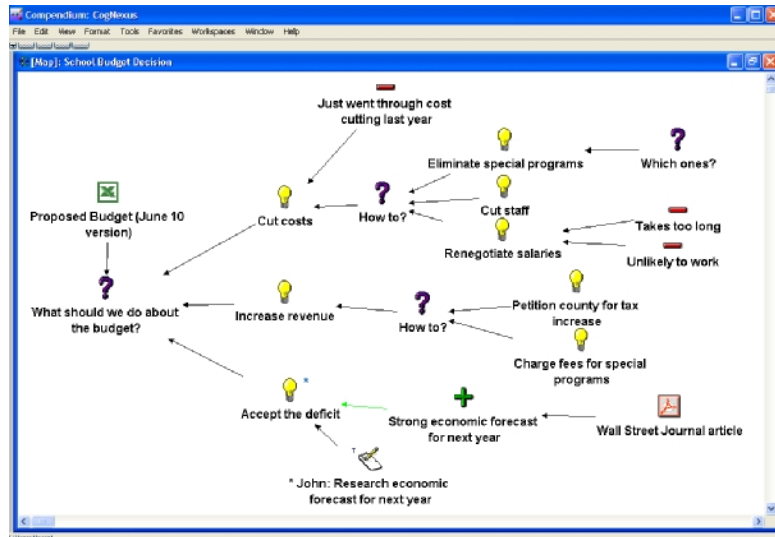 Compendium: CogNexus
File Edit View Format Tools Favorites Workspaces Window Help
[Map]: School Budget Decision
Just went through cost
cutting last year
Eliminate special programs
Which ones?
Proposed Budget (June 10
version)
Cut costs
How to?
Cut staff
Renegotiate salaries
Takes too long
Unlikely to work
What should we do about
the budget?
Increase revenue
How to?
Petition county for tax
increase
Charge fees for special
programs
*
Accept the deficit
Strong economic forecast
for next year
Wall Street Journal article
T
* John: Research economic
forecast for next year